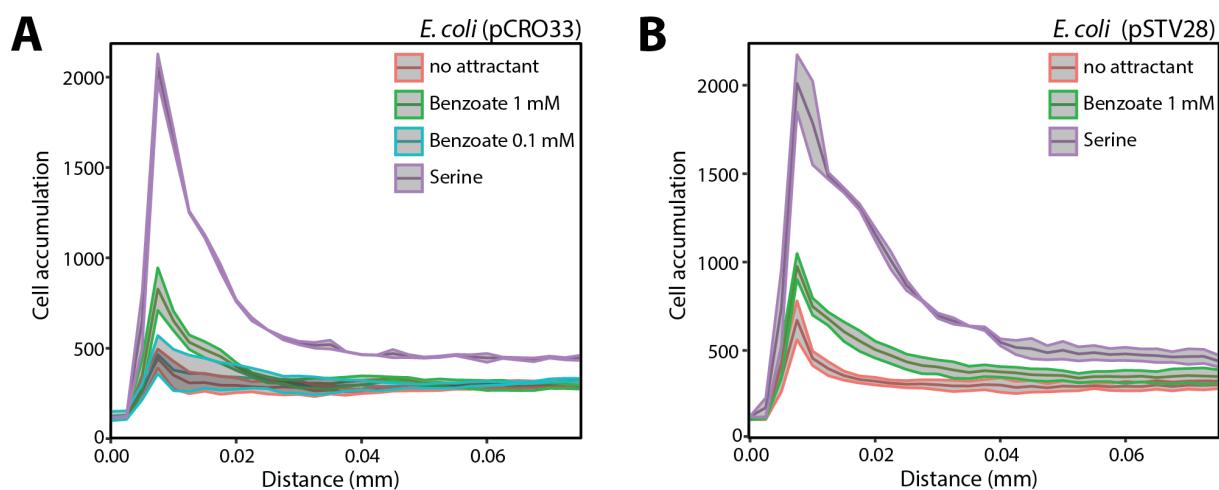 A
E. coli (pCRO33)
no attractant
Benzoate 1 mM
Benzoate 0.1 mM
Serine
Cell accumulation
2000
1500
1000
500
0
0.00 0.02 0.04 0.06
Distance (mm)
B
E. coli (pSTV28)
no attractant
Benzoate 1 mM
Serine
Cell accumulation
2000
1500
1000
500
0
0.00 0.02 0.04 0.06
Distance (mm)